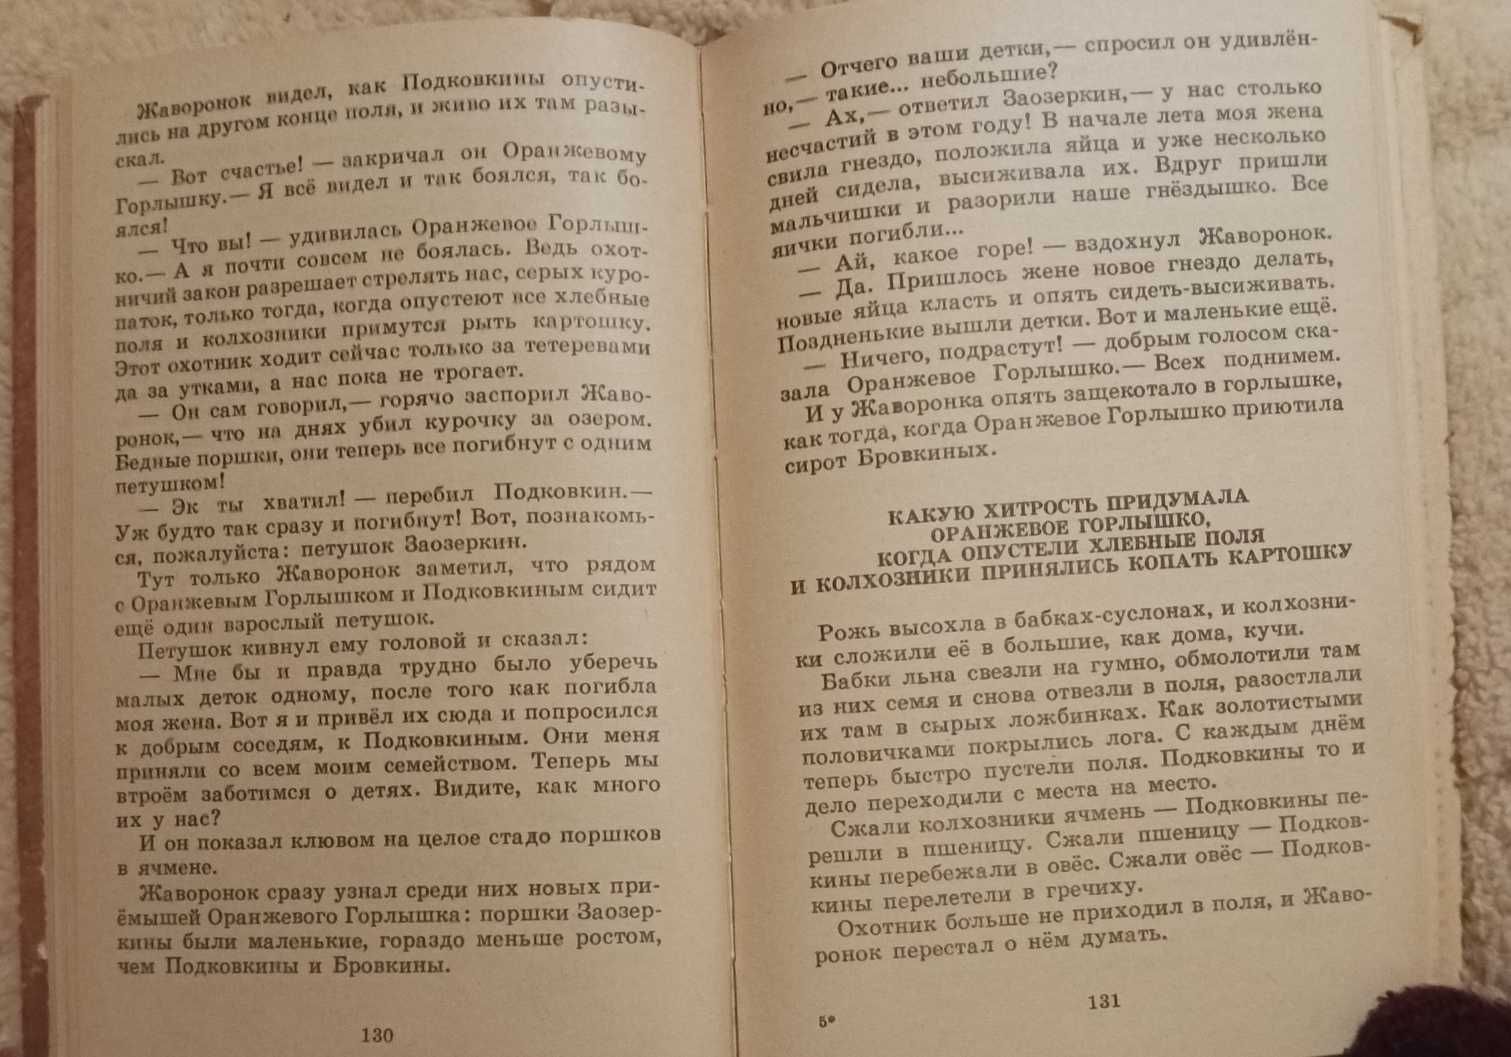 Жаворонок видел, как Подковкины опусти-
лись на другом конце поля, и живо их там разы-
скал.
— Вот счастье! — закричал он Оранжевому
Горлышку.— Я всё видел и так боялся, так бо-
ялся!
— Что вы! — удивилась Оранжевое Горлыш-
ко.— А я почти совсем не боялась. Ведь охот-
ничий закон разрешает стрелять нас, серых куро-
паток, только тогда, когда опустеют все хлебные
поля и колхозники примутся рыть картошку.
Этот охотник ходит сейчас только за тетеревами
да за утками, а нас пока не трогает.
— Он сам говорил,— горячо заспорил Жаво-
ронок,— что на днях убил курочку за озером.
Бедные поршки, они теперь все погибнут с одним
петушком!
— Эк ты хватил! — перебил Подковкин.—
Уж будто так сразу и погибнут! Вот, познакомь-
ся, пожалуйста: петушок Заозеркин.
Тут только Жаворонок заметил, что рядом
с Оранжевым Горлышком и Подковкиным сидит
ещё один взрослый петушок.
Петушок кивнул ему головой и сказал:
— Мне бы и правда трудно было уберечь
малых деток одному, после того как погибла
моя жена. Вот я и привёл их сюда и попросился
к добрым соседям, к Подковкиным. Они меня
приняли со всем моим семейством. Теперь мы
втроём заботимся о детях. Видите, как много
их у нас?
И он показал клювом на целое стадо поршков
в ячмене.
Жаворонок сразу узнал среди них новых при-
ёмышей Оранжевого Горлышка: поршки Заозер-
кины были маленькие, гораздо меньше ростом,
чем Подковкины и Бровкины.
130
— Отчего ваши детки,— спросил он удивлён-
но,— такие... небольшие?
— Ах,— ответил Заозеркин,— у нас столько
несчастий в этом году! В начале лета моя жена
свила гнездо, положила яйца и уже несколько
дней сидела, высиживала их. Вдруг пришли
мальчишки и разорили наше гнёздышко. Все
яички погибли...
— Ай, какое горе! — вздохнул Жаворонок.
— Да. Пришлось жене новое гнездо делать,
новые яйца класть и опять сидеть-высиживать.
Поздненькие вышли детки. Вот и маленькие ещё.
— Ничего, подрастут! — добрым голосом ска-
зала Оранжевое Горлышко.— Всех поднимем.
И у Жаворонка опять защекотало в горлышке,
как тогда, когда Оранжевое Горлышко приютила
сирот Бровкиных.
КАКУЮ ХИТРОСТЬ ПРИДУМАЛА
ОРАНЖЕВОЕ ГОРЛЫШКО,
КОГДА ОПУСТЕЛИ ХЛЕБНЫЕ ПОЛЯ
И КОЛХОЗНИКИ ПРИНЯЛИСЬ КОПАТЬ КАРТОШКУ
Рожь высохла в бабках-суслонах, и колхозни-
ки сложили её в большие, как дома, кучи.
Бабки льна свезли на гумно, обмолотили там
из них семя и снова отвезли в поля, разостлали
их там в сырых ложбинках. Как золотистыми
половичками покрылись лога. С каждым днём
теперь быстро пустели поля. Подковкины то и
дело переходили с места на место.
Сжали колхозники ячмень — Подковкины пе-
решли в пшеницу. Сжали пшеницу — Подков-
кины перебежали в овёс. Сжали овёс — Подков-
кины перелетели в гречиху.
Охотник больше не приходил в поля, и Жаво-
ронок перестал о нём думать.
5*
131